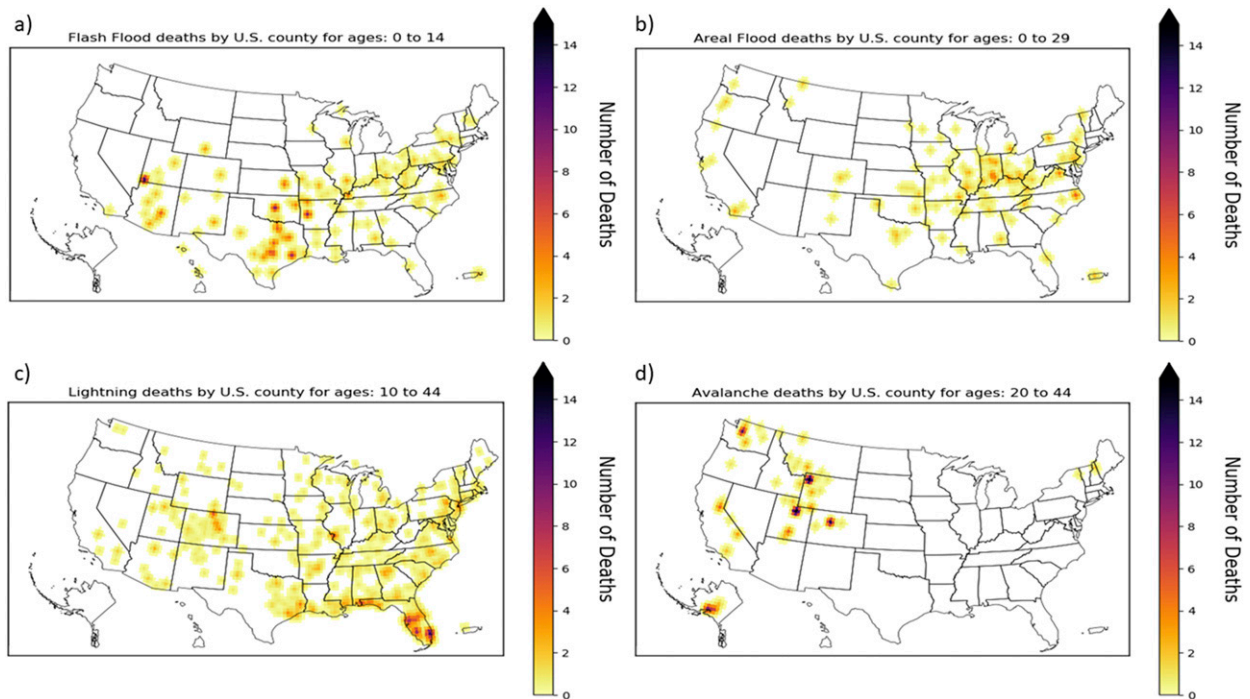 a)
Flash Flood deaths by U.S. county for ages: 0 to 14
14
12
10
8
6
4
2
0
Number of Deaths
b)
Areal Flood deaths by U.S. county for ages: 0 to 29
14
12
10
8
6
4
2
0
Number of Deaths
c)
Lightning deaths by U.S. county for ages: 10 to 44
14
12
10
8
6
4
2
0
Number of Deaths
d)
Avalanche deaths by U.S. county for ages: 20 to 44
14
12
10
8
6
4
2
0
Number of Deaths